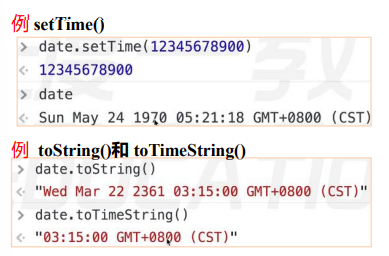 例 setTime()
> date.setTime(12345678900)
< 12345678900
> date
< Sun May 24 1970 05:21:18 GMT+0800 (CST)
例 toString()和 toTimeString()
> date.toString()
< "Wed Mar 22 2361 03:15:00 GMT+0800 (CST)"
> date.toTimeString()
< "03:15:00 GMT+0800 (CST)"